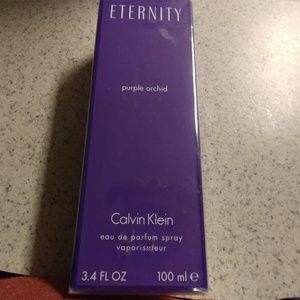 ETERNITY
purple orchid
Calvin Klein
eau de parfum spray
vaporisateur
3.4 FL OZ 100 ml ℮